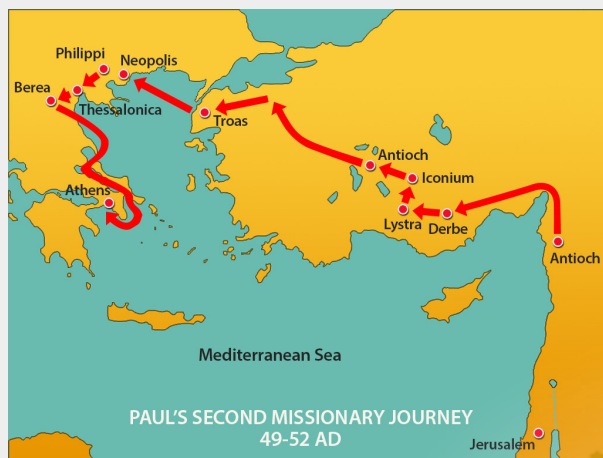 Philippi
Neopolis
Berea
Thessalonica
Troas
Antioch
Iconium
Athens
Lystra
Derbe
Antioch
Mediterranean Sea
PAUL'S SECOND MISSIONARY JOURNEY
49-52 AD
Jerusalem